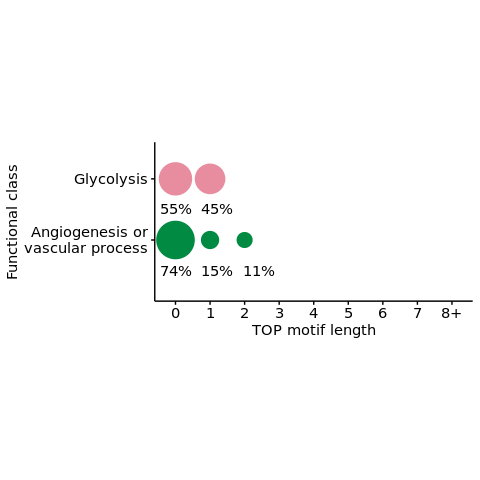 Functional class
Glycolysis
55% 45%
Angiogenesis or
vascular process
74% 15% 11%
0 1 2 3 4 5 6 7 8+
TOP motif length